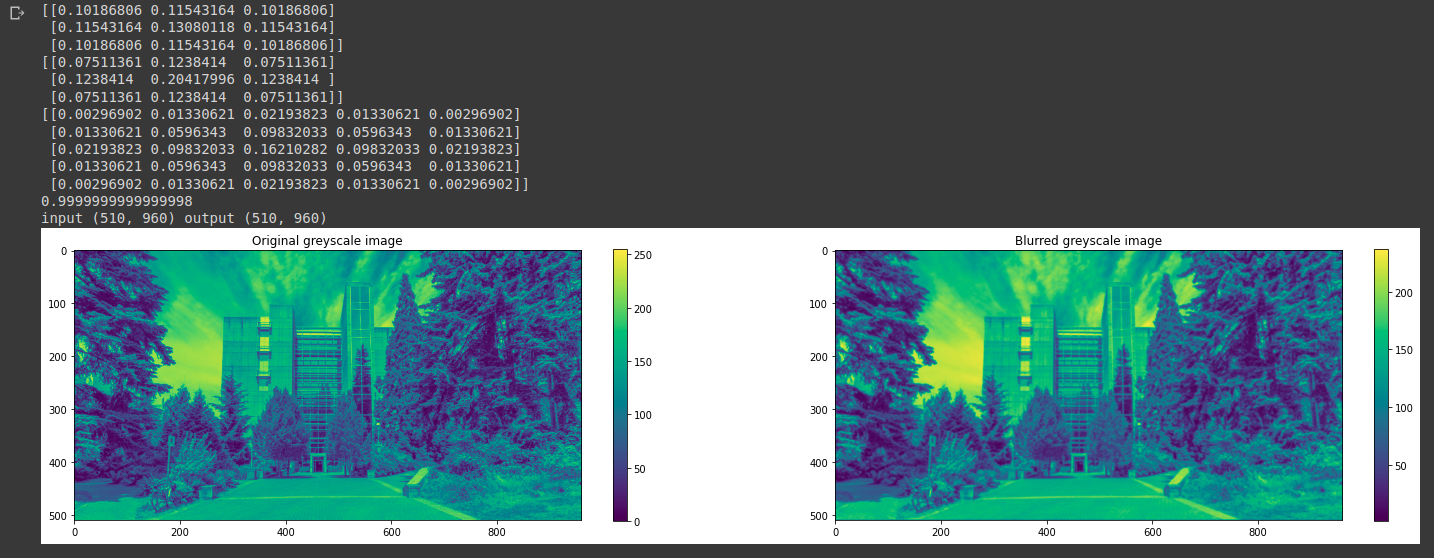 [[0.10186806 0.11543164 0.10186806]
 [0.11543164 0.13080118 0.11543164]
 [0.10186806 0.11543164 0.10186806]]
[[0.07511361 0.1238414  0.07511361]
 [0.1238414  0.20417996 0.1238414 ]
 [0.07511361 0.1238414  0.07511361]]
[[0.00296902 0.01330621 0.02193823 0.01330621 0.00296902]
 [0.01330621 0.0596343  0.09832033 0.0596343  0.01330621]
 [0.02193823 0.09832033 0.16210282 0.09832033 0.02193823]
 [0.01330621 0.0596343  0.09832033 0.0596343  0.01330621]
 [0.00296902 0.01330621 0.02193823 0.01330621 0.00296902]]
0.9999999999999998
input (510, 960) output (510, 960)
Original greyscale image
0
100
200
300
400
500
0 200 400 600 800
250
200
150
100
50
0
Blurred greyscale image
0
100
200
300
400
500
0 200 400 600 800
200
150
100
50